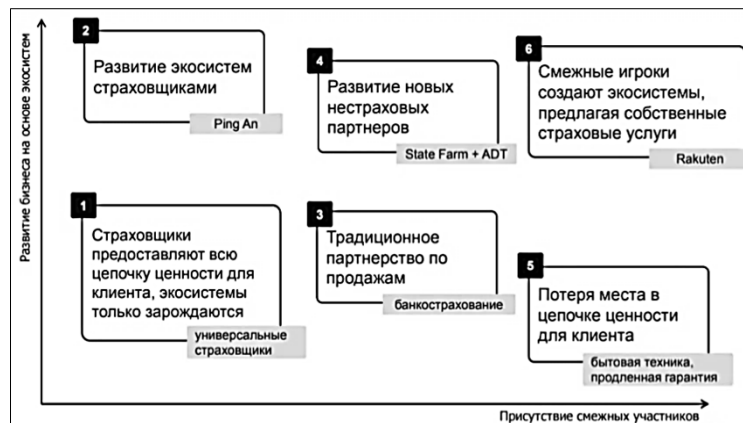 Развитие бизнеса на основе экосистем
2
Развитие экосистем
страховщиками
Ping An
4
Развитие новых
нестраховых
партнеров
State Farm + ADT
6
Смежные игроки
создают экосистемы,
предлагая собственные
страховые услуги
Rakuten
1
Страховщики
предоставляют всю
цепочку ценности для
клиента, экосистемы
только зарождаются
универсальные
страховщики
3
Традиционное
партнерство по
продажам
банкострахование
5
Потеря места в
цепочке ценности
для клиента
бытовая техника,
продленная гарантия
Присутствие смежных участников